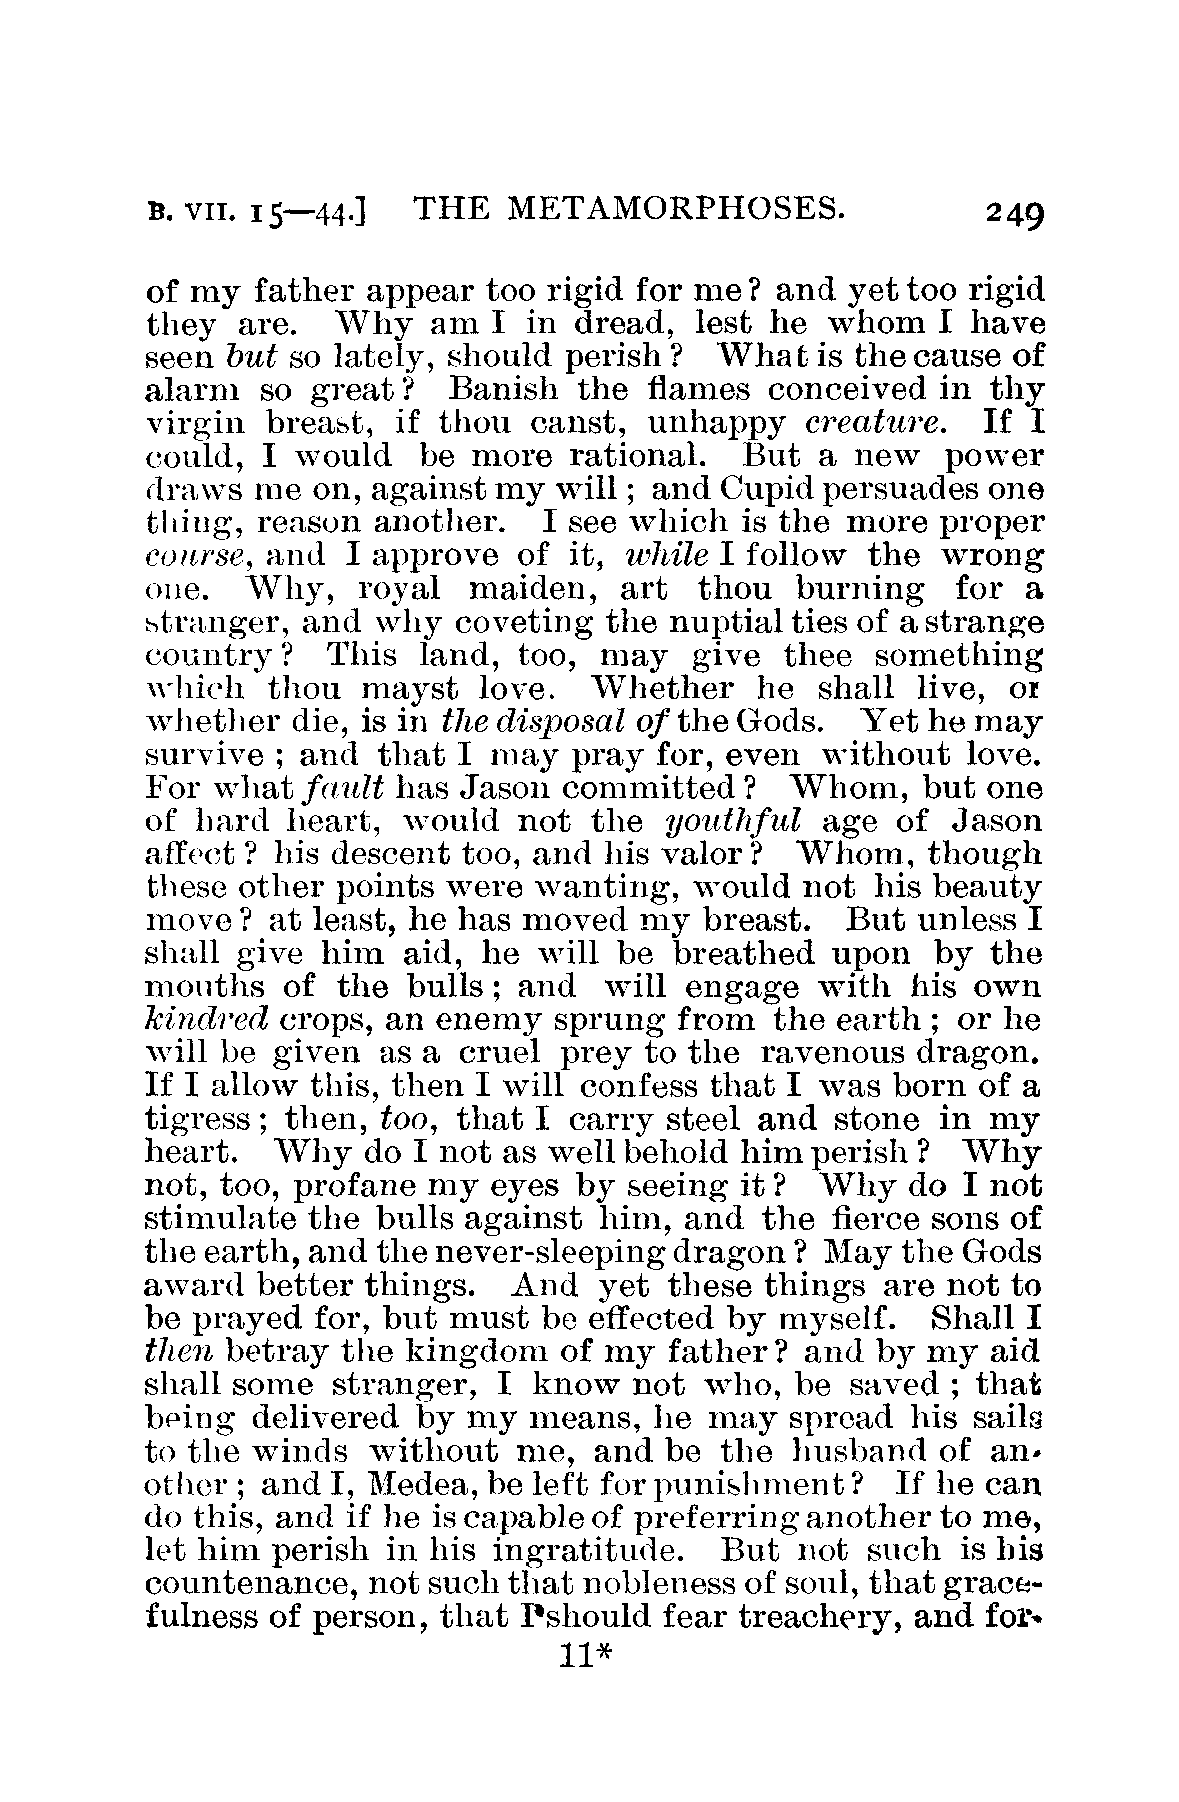 B. VII. 15—44.] THE METAMORPHOSES. 249
of my father appear too rigid for me? and yet too rigid
they are. Why am I in dread, lest he whom I have
seen but so lately, should perish? What is the cause of
alarm so great? Banish the flames conceived in thy
virgin breast, if thou canst, unhappy creature. If I
could, I would be more rational. But a new power
draws me on, against my will; and Cupid persuades one
thing, reason another. I see which is the more proper
course, and I approve of it, while I follow the wrong
one. Why, royal maiden, art thou burning for a
stranger, and why coveting the nuptial ties of a strange
country? This land, too, may give thee something
which thou mayst love. Whether he shall live, or
whether die, is in the disposal of the Gods. Yet he may
survive; and that I may pray for, even without love.
For what fault has Jason committed? Whom, but one
of hard heart, would not the youthful age of Jason
affect? his descent too, and his valor? Whom, though
these other points were wanting, would not his beauty
move? at least, he has moved my breast. But unless I
shall give him aid, he will be breathed upon by the
mouths of the bulls; and will engage with his own
kindred crops, an enemy sprung from the earth; or he
will be given as a cruel prey to the ravenous dragon.
If I allow this, then I will confess that I was born of a
tigress; then, too, that I carry steel and stone in my
heart. Why do I not as well behold him perish? Why
not, too, profane my eyes by seeing it? Why do I not
stimulate the bulls against him, and the fierce sons of
the earth, and the never-sleeping dragon? May the Gods
award better things. And yet these things are not to
be prayed for, but must be effected by myself. Shall I
then betray the kingdom of my father? and by my aid
shall some stranger, I know not who, be saved; that
being delivered by my means, he may spread his sails
to the winds without me, and be the husband of an-
other; and I, Medea, be left for punishment? If he can
do this, and if he is capable of preferring another to me,
let him perish in his ingratitude. But not such is his
countenance, not such that nobleness of soul, that grace-
fulness of person, that I should fear treachery, and for-
11*